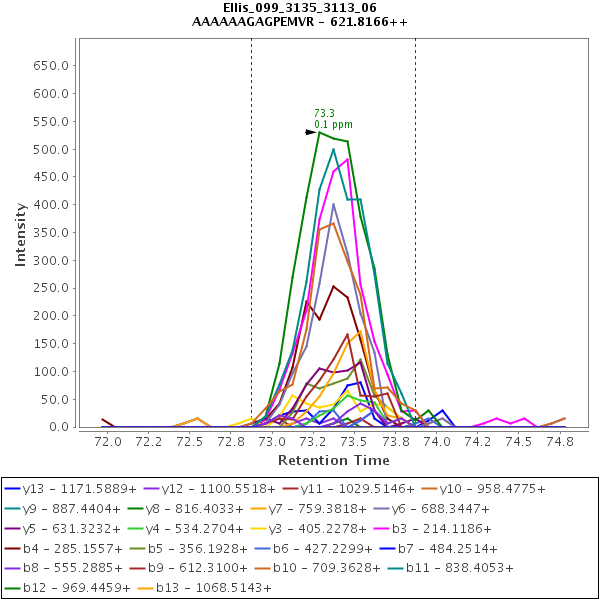 Ellis_099_3135_3113_06
AAAAAAGAGPEMVR - 621.8166++
73.3
0.1 ppm
650.0
600.0
550.0
500.0
450.0
400.0
350.0
300.0
250.0
200.0
150.0
100.0
50.0
0.0
Intensity
72.0 72.2 72.5 72.8 73.0 73.2 73.5 73.8 74.0 74.2 74.5 74.8
Retention Time
y13 - 1171.5889+ y12 - 1100.5518+ y11 - 1029.5146+ y10 - 958.4775+
y9 - 887.4404+ y8 - 816.4033+ y7 - 759.3818+ y6 - 688.3447+
y5 - 631.3232+ y4 - 534.2704+ y3 - 405.2278+ b3 - 214.1186+
b4 - 285.1557+ b5 - 356.1928+ b6 - 427.2299+ b7 - 484.2514+
b8 - 555.2885+ b9 - 612.3100+ b10 - 709.3628+ b11 - 838.4053+
b12 - 969.4459+ b13 - 1068.5143+